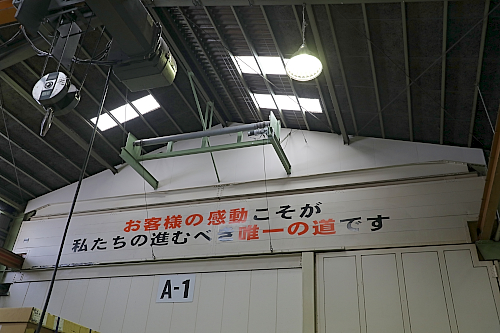 お客様の感動こそが
私たちの進むべ 唯一の道です
A-1